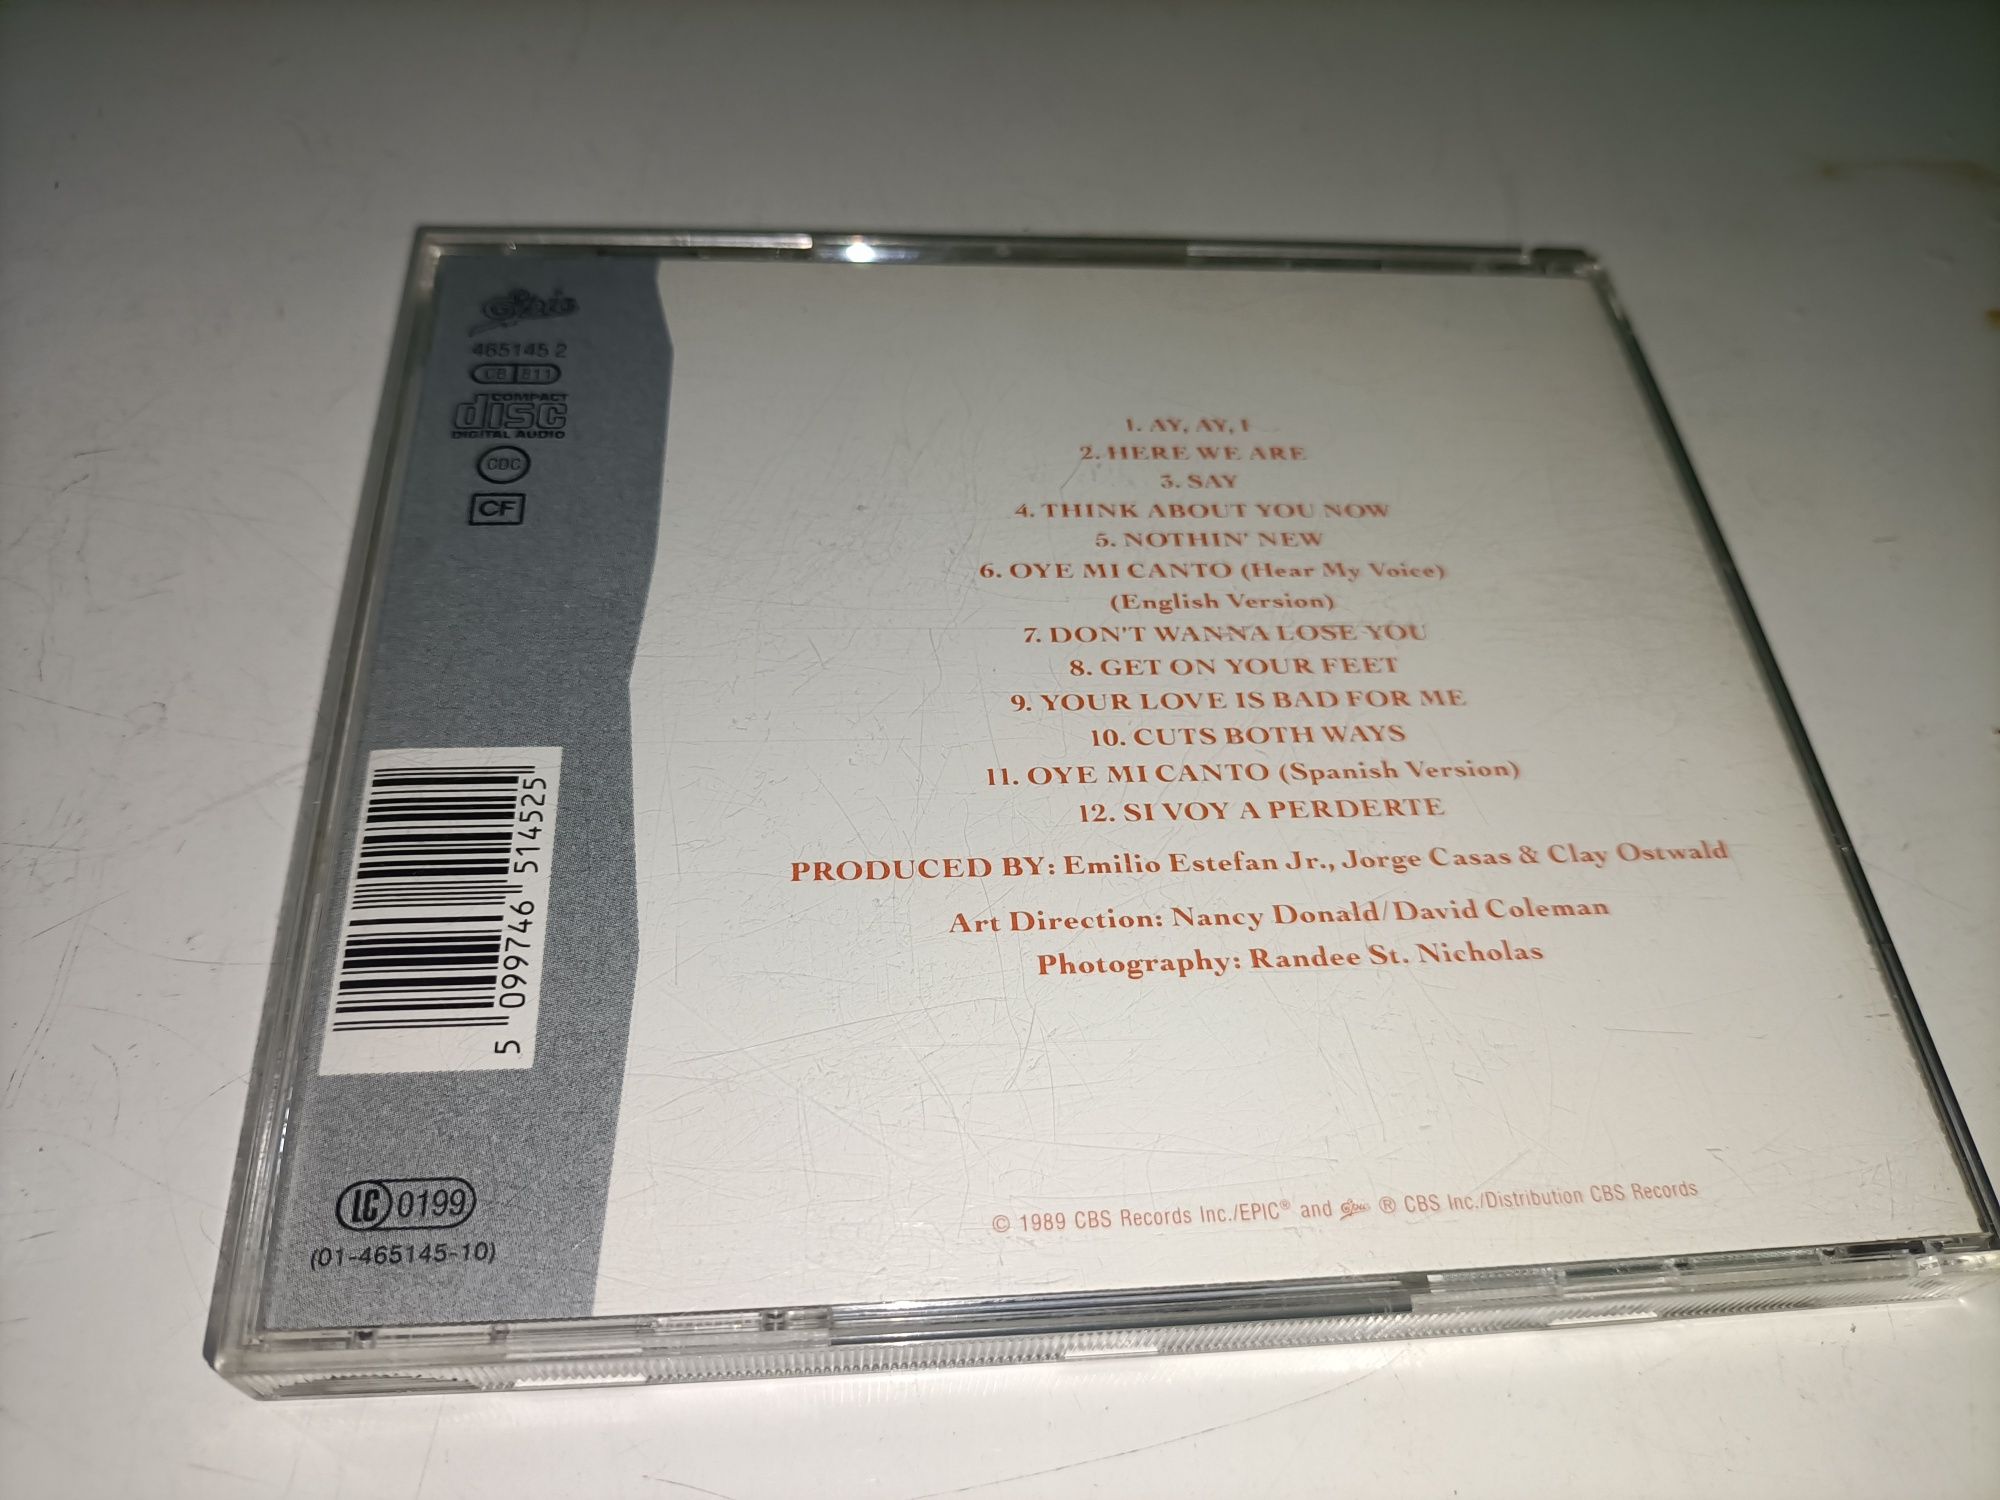 Epic
465145 2
CB 811
COMPACT
disc
DIGITAL AUDIO
CDC
CF
1. AY, AY, I
2. HERE WE ARE
3. SAY
4. THINK ABOUT YOU NOW
5. NOTHIN' NEW
6. OYE MI CANTO (Hear My Voice)
(English Version)
7. DON'T WANNA LOSE YOU
8. GET ON YOUR FEET
9. YOUR LOVE IS BAD FOR ME
10. CUTS BOTH WAYS
11. OYE MI CANTO (Spanish Version)
12. SI VOY A PERDERTE
PRODUCED BY: Emilio Estefan Jr., Jorge Casas & Clay Ostwald
Art Direction: Nancy Donald/David Coleman
Photography: Randee St. Nicholas
5 099746 514525
LC 0199
(01-465145-10)
© 1989 CBS Records Inc./EPIC® and Epic ® CBS Inc./Distribution CBS Records